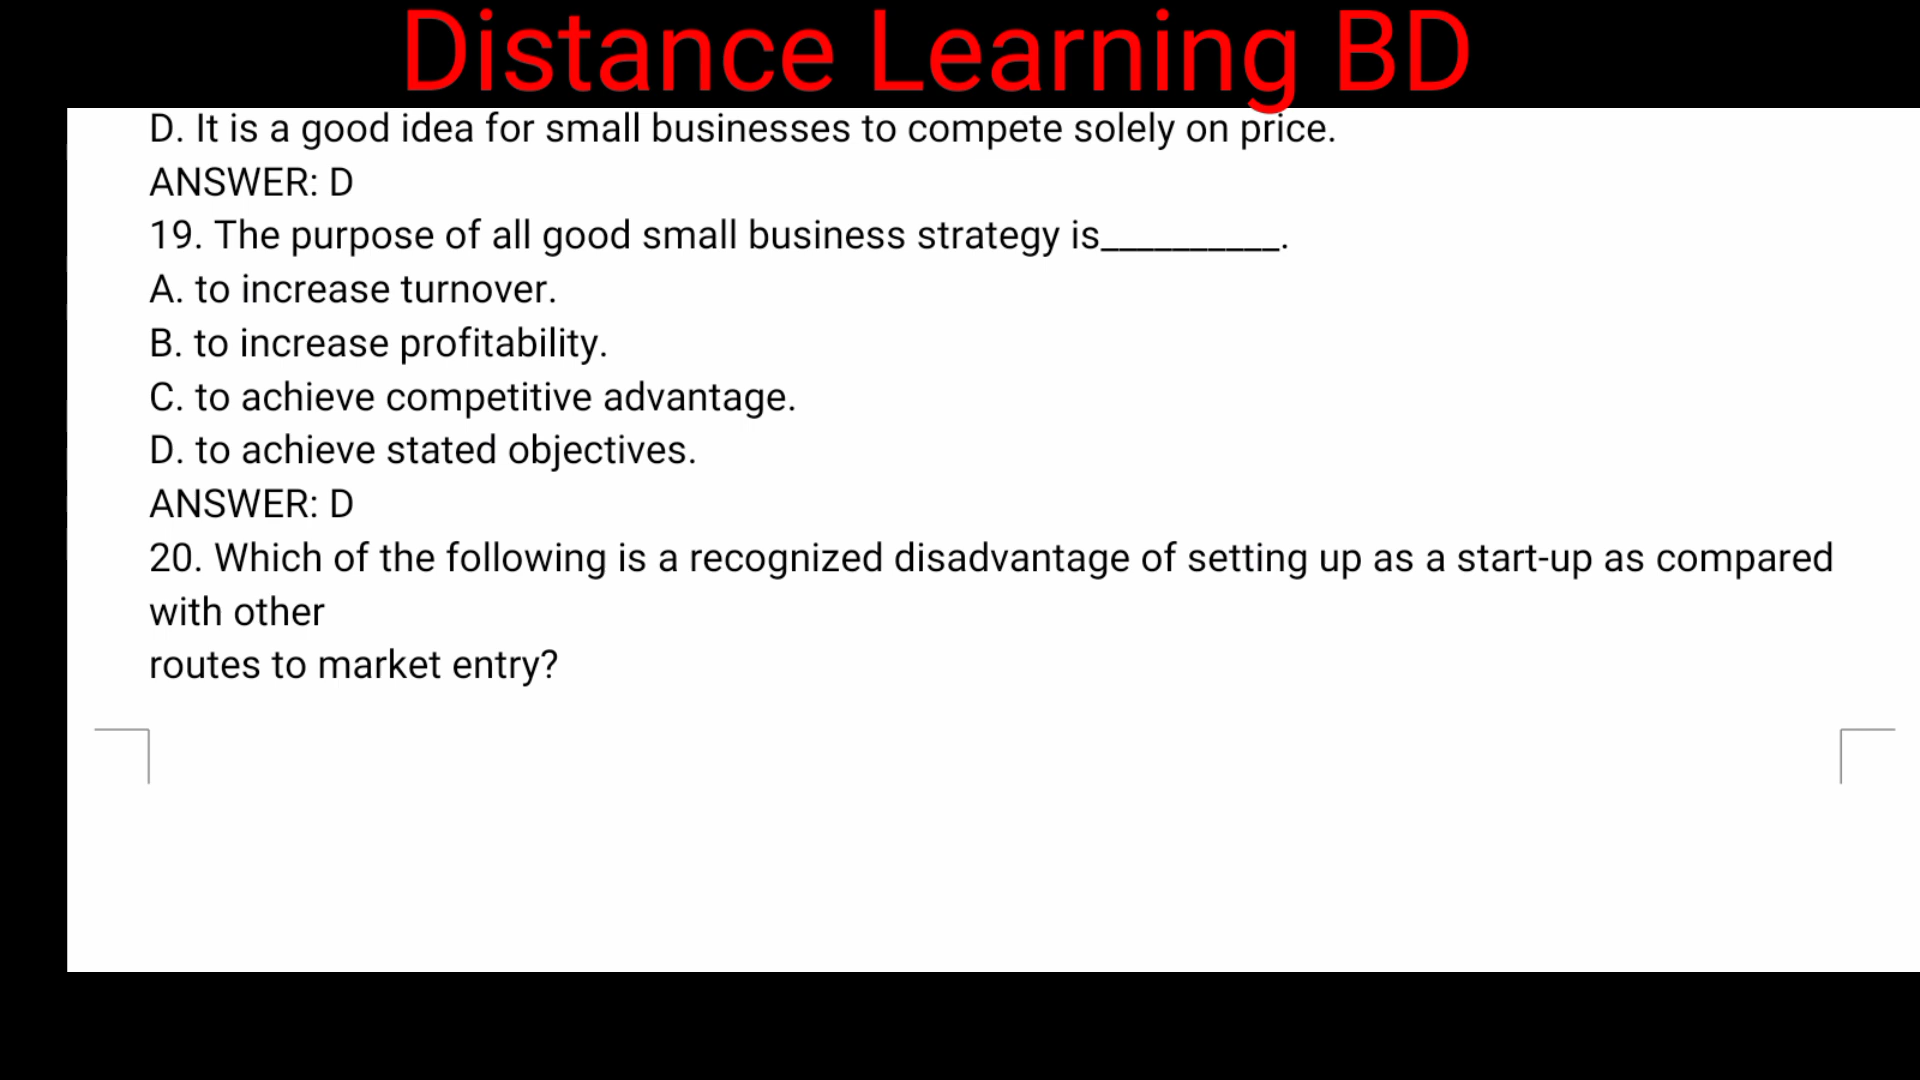 Distance Learning BD
D. It is a good idea for small businesses to compete solely on price.
ANSWER: D
19. The purpose of all good small business strategy is__________.
A. to increase turnover.
B. to increase profitability.
C. to achieve competitive advantage.
D. to achieve stated objectives.
ANSWER: D
20. Which of the following is a recognized disadvantage of setting up as a start-up as compared
with other
routes to market entry?